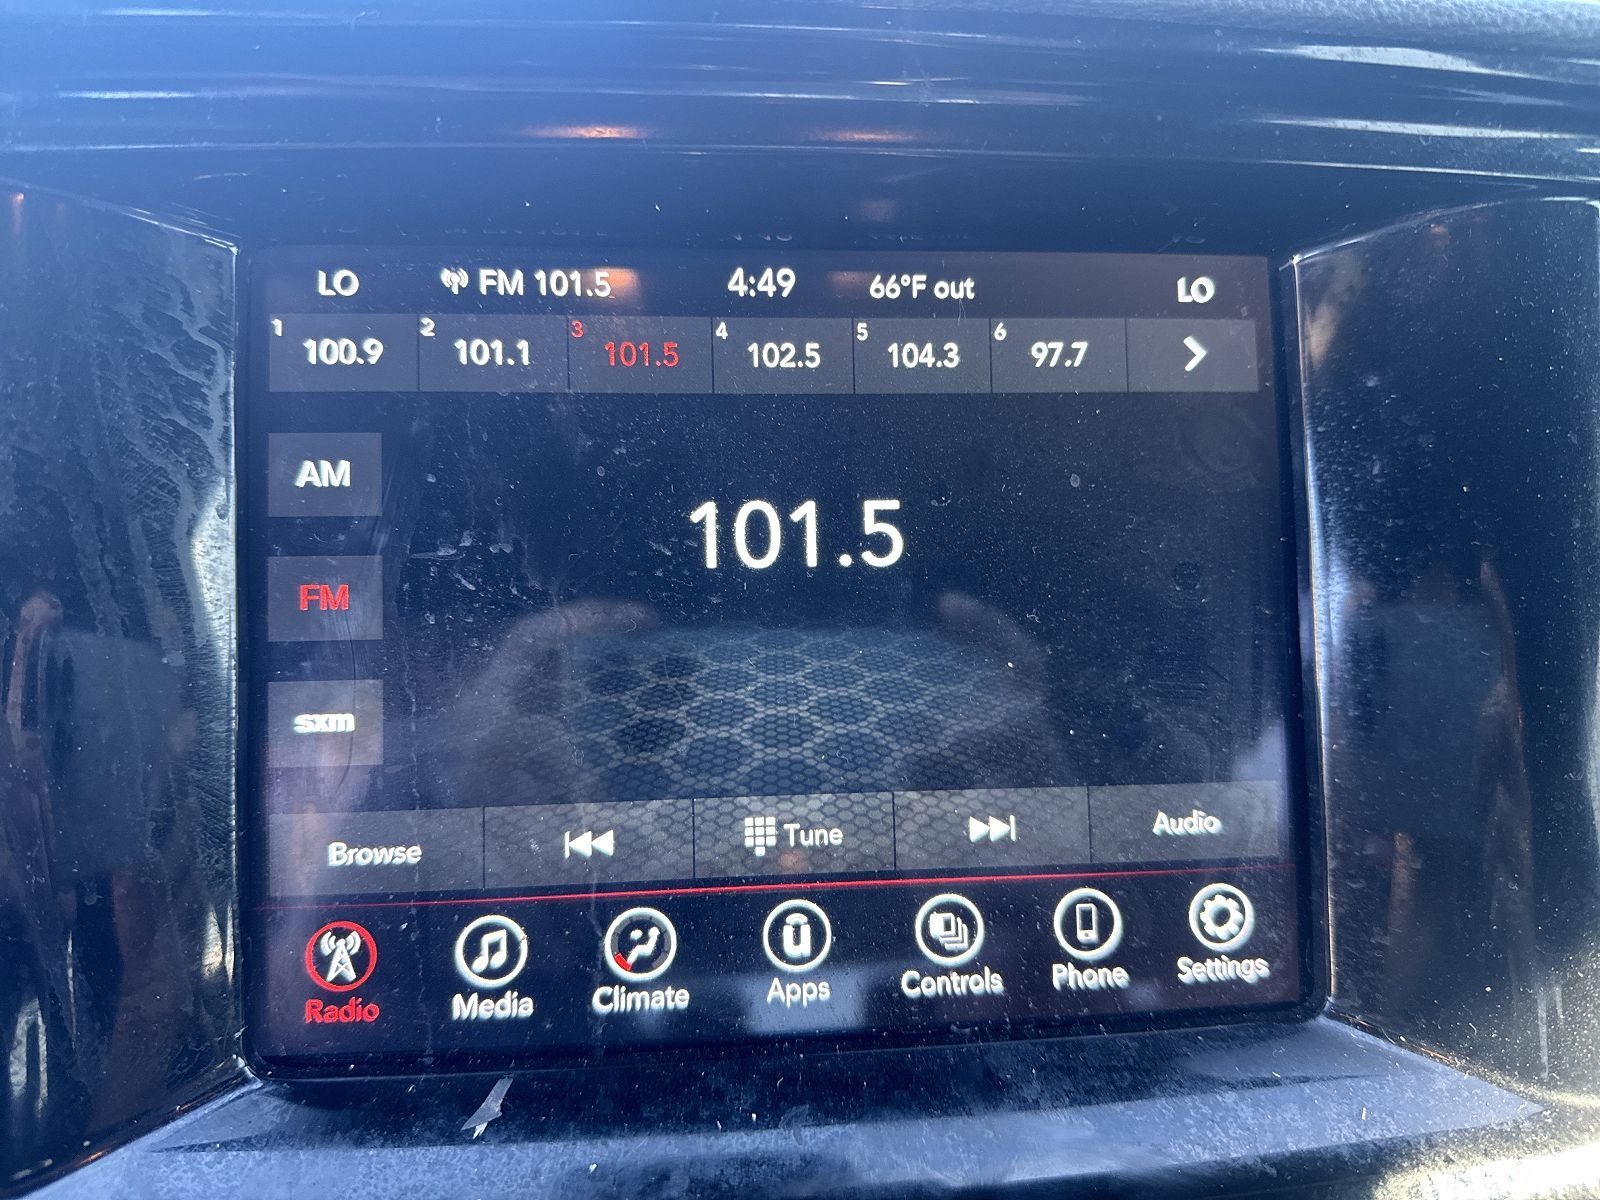 LO FM 101.5 4:49 66°F out LO
1 100.9 2 101.1 3 101.5 4 102.5 5 104.3 6 97.7
AM
101.5
FM
sxm
Browse Tune Audio
Radio Media Climate Apps Controls Phone Settings